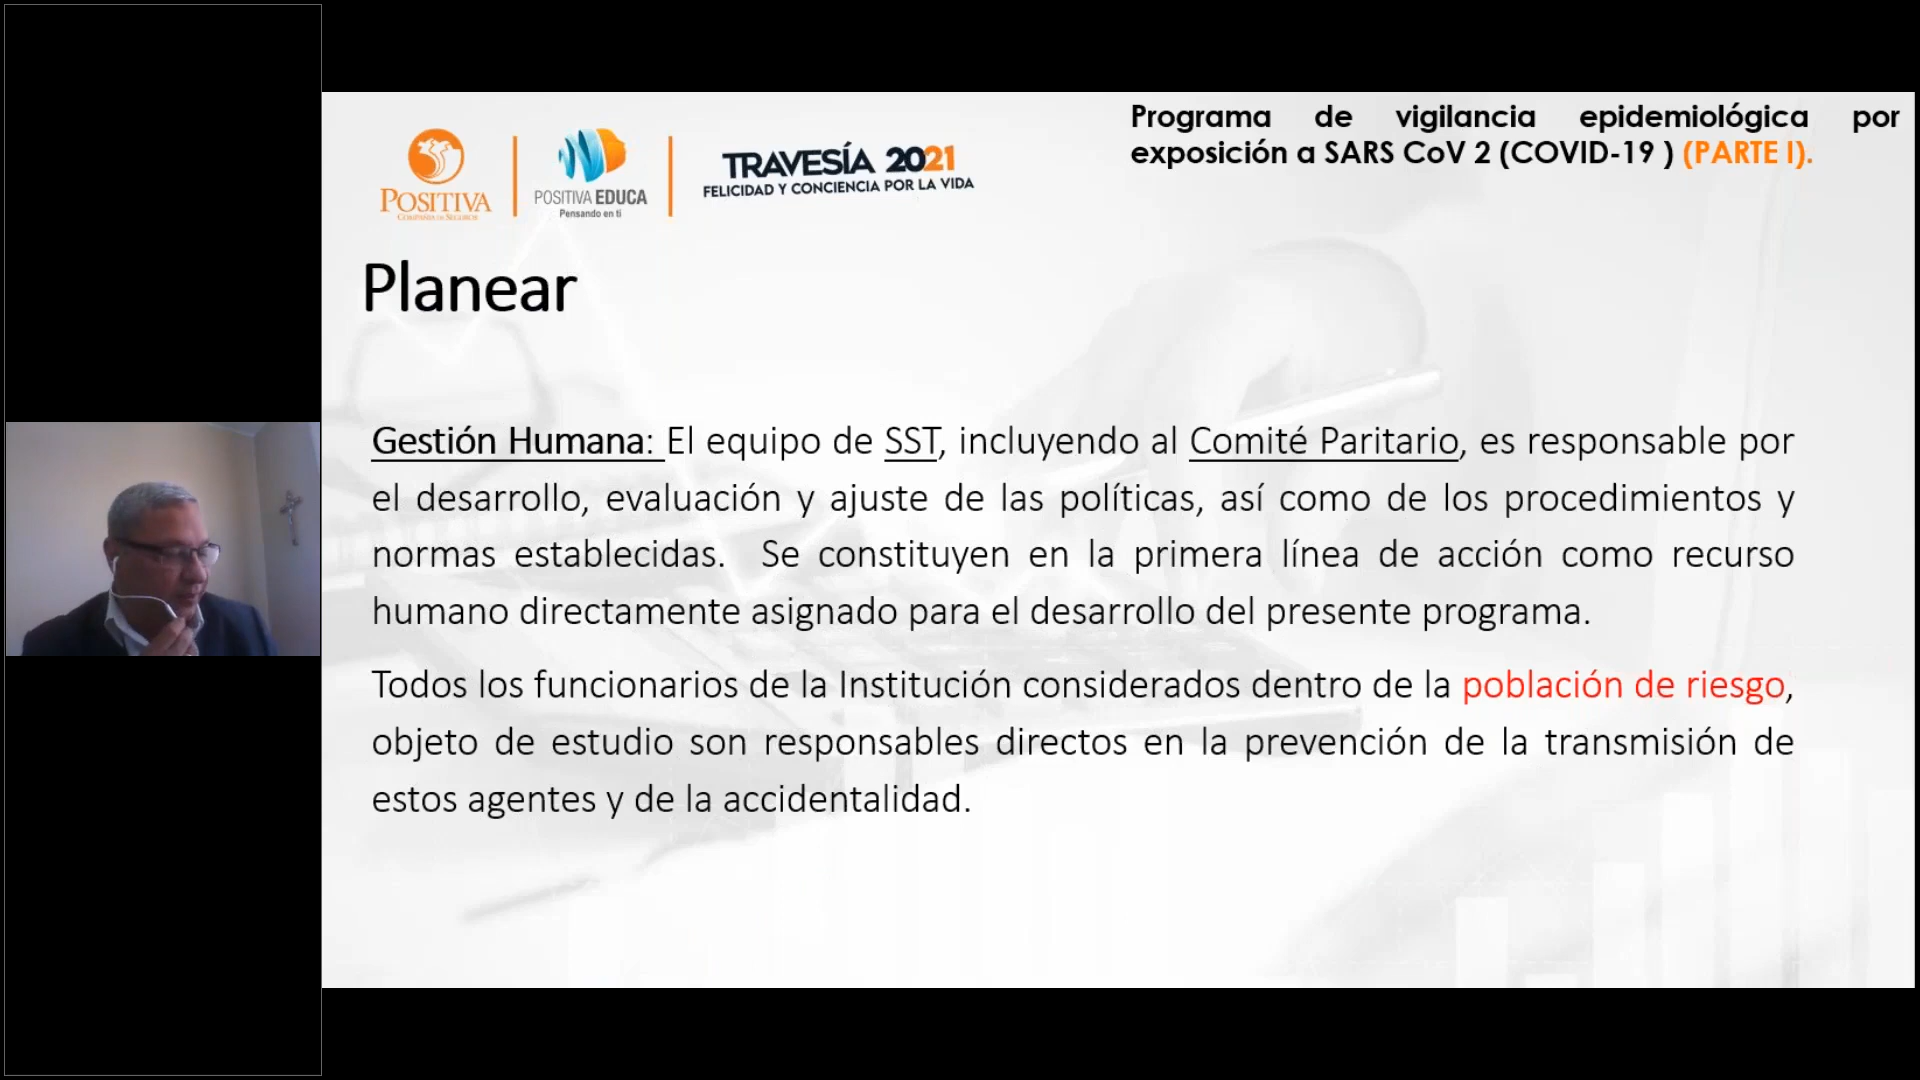 Programa de vigilancia epidemiológica por
exposición a SARS CoV 2 (COVID-19 ) (PARTE I).
POSITIVA
COMPAÑÍA DE SEGUROS
POSITIVA EDUCA
Pensando en ti
TRAVESÍA 2021
FELICIDAD Y CONCIENCIA POR LA VIDA
Planear
Gestión Humana: El equipo de SST, incluyendo al Comité Paritario, es responsable por
el desarrollo, evaluación y ajuste de las políticas, así como de los procedimientos y
normas establecidas. Se constituyen en la primera línea de acción como recurso
humano directamente asignado para el desarrollo del presente programa.
Todos los funcionarios de la Institución considerados dentro de la población de riesgo,
objeto de estudio son responsables directos en la prevención de la transmisión de
estos agentes y de la accidentalidad.